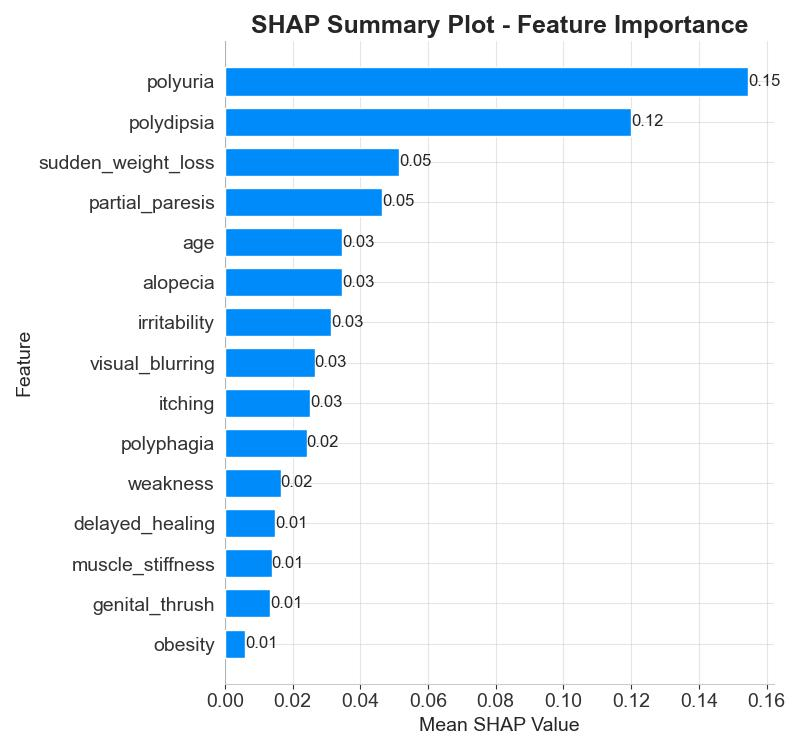 SHAP Summary Plot - Feature Importance
polyuria 0.15
polydipsia 0.12
sudden_weight_loss 0.05
partial_paresis 0.05
age 0.03
alopecia 0.03
irritability 0.03
visual_blurring 0.03
itching 0.03
polyphagia 0.02
weakness 0.02
delayed_healing 0.01
muscle_stiffness 0.01
genital_thrush 0.01
obesity 0.01
Feature
0.00 0.02 0.04 0.06 0.08 0.10 0.12 0.14 0.16
Mean SHAP Value